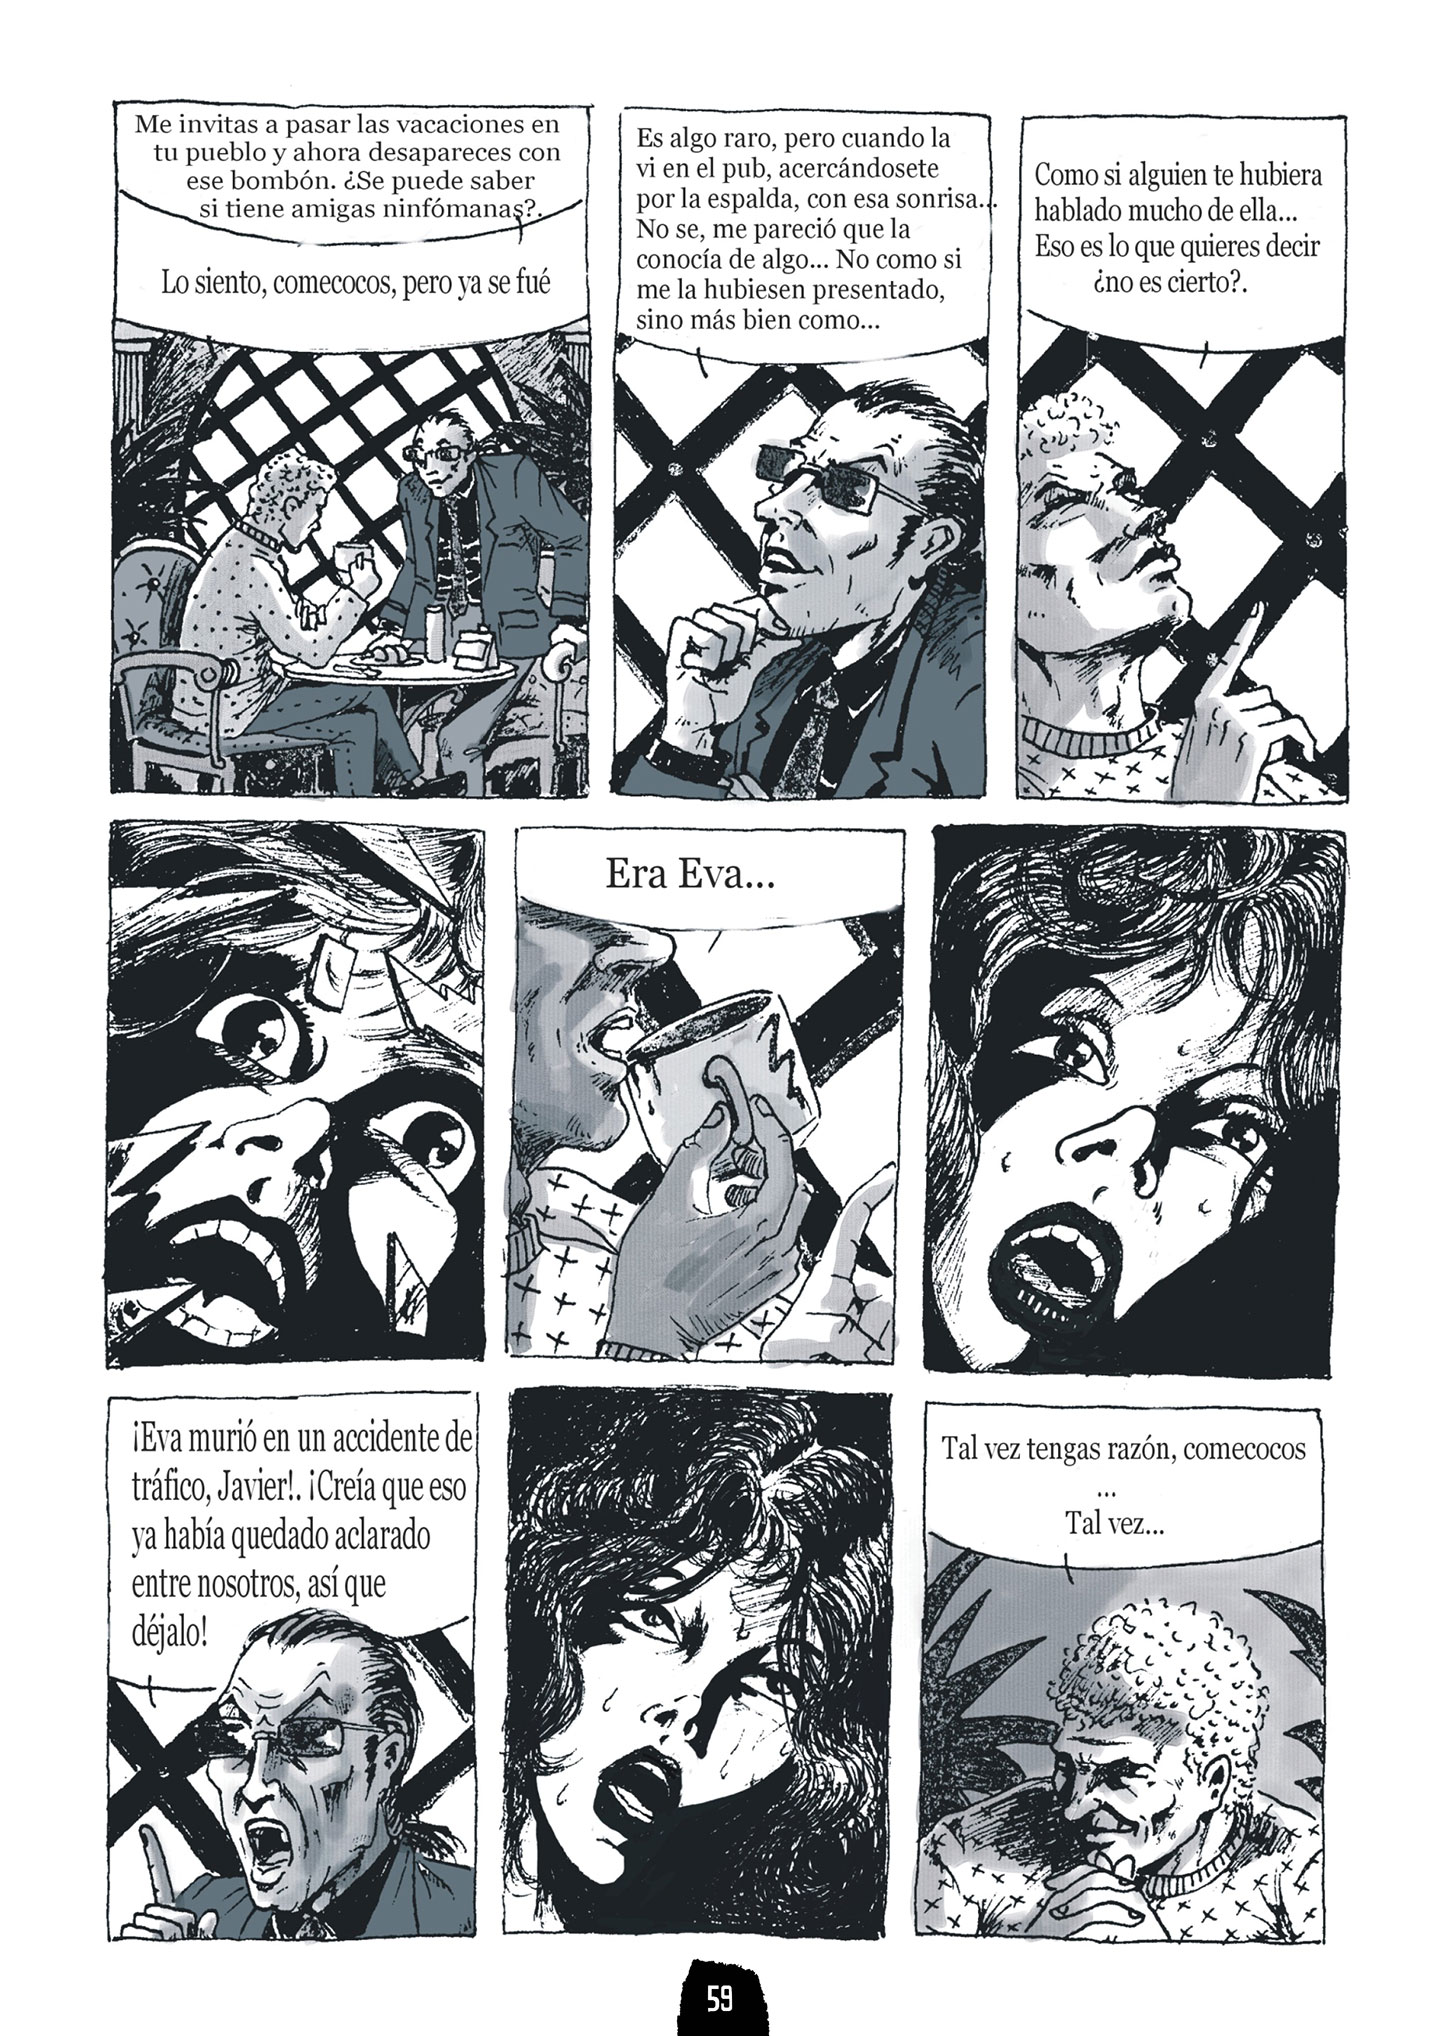 Me invitas a pasar las vacaciones en
tu pueblo y ahora desapareces con
ese bombón. ¿Se puede saber
si tiene amigas ninfómanas?.
Lo siento, comecocos, pero ya se fué
Es algo raro, pero cuando la
vi en el pub, acercándosete
por la espalda, con esa sonrisa...
No se, me pareció que la
conocía de algo... No como si
me la hubiesen presentado,
sino más bien como...
Como si alguien te hubiera
hablado mucho de ella...
Eso es lo que quieres decir
¿no es cierto?.
Era Eva...
¡Eva murió en un accidente de
tráfico, Javier!. ¡Creía que eso
ya había quedado aclarado
entre nosotros, así que
déjalo!
Tal vez tengas razón, comecocos
...
Tal vez...
59